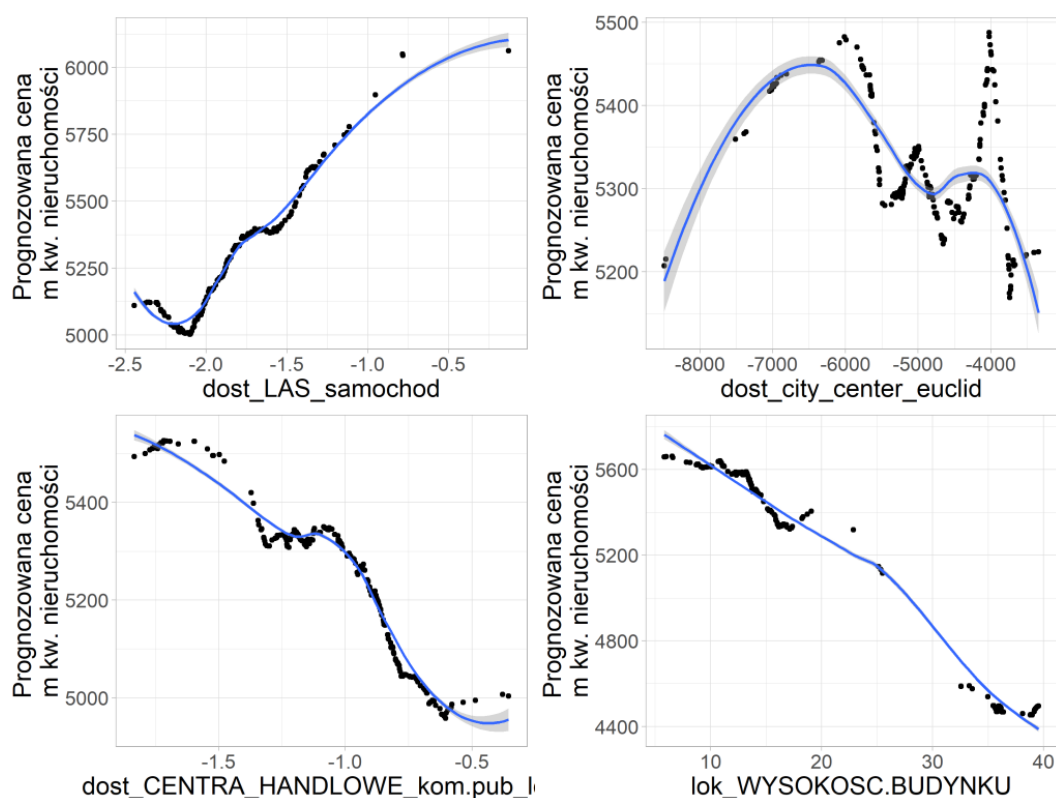 Prognozowana cena
m kw. nieruchomości
6000
5750
5500
5250
5000
-2.5 -2.0 -1.5 -1.0 -0.5 0.0
dost_LAS_samochod
Prognozowana cena
m kw. nieruchomości
5500
5400
5300
5200
-8000 -7000 -6000 -5000 -4000
dost_city_center_euclid
Prognozowana cena
m kw. nieruchomości
5400
5200
5000
-1.5 -1.0 -0.5
dost_CENTRA_HANDLOWE_kom.pub_l
Prognozowana cena
m kw. nieruchomości
5600
5200
4800
4400
10 20 30 40
lok_WYSOKOSC.BUDYNKU